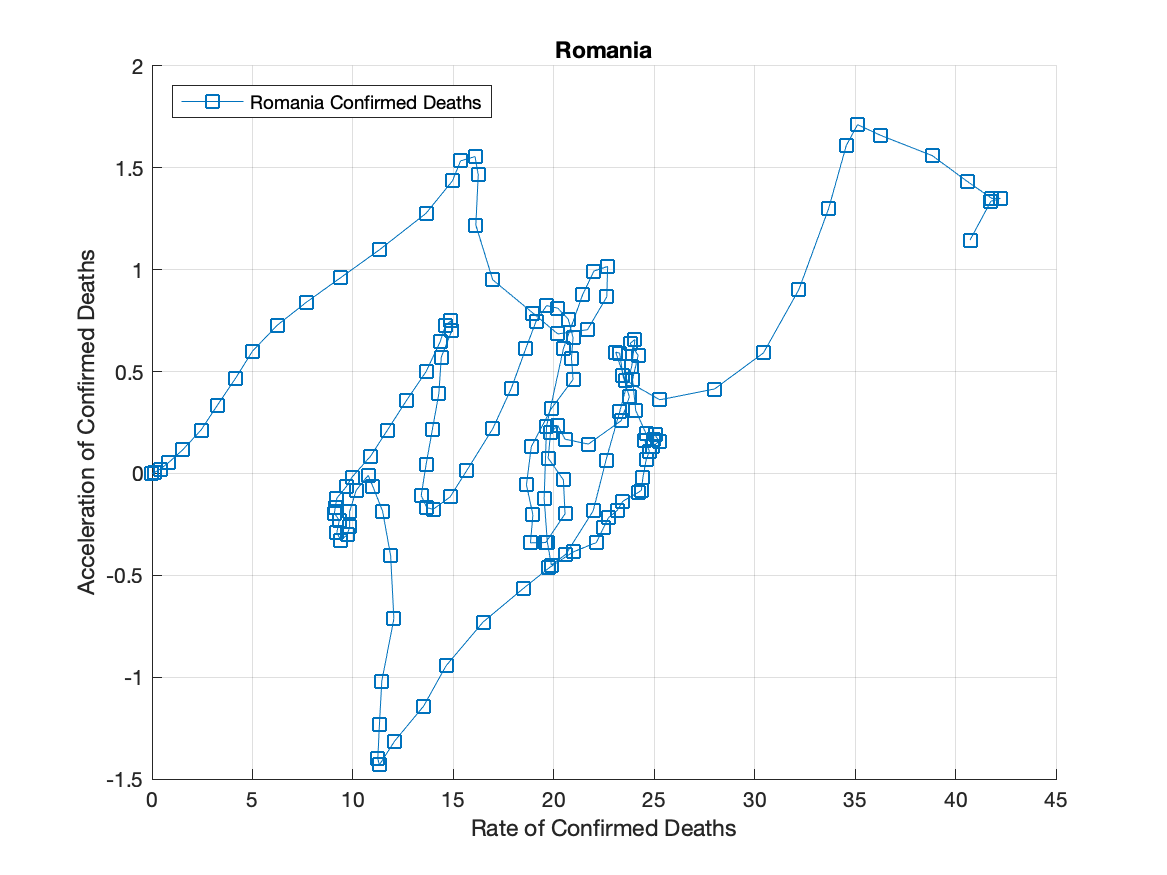 Romania
2
Romania Confirmed Deaths
1.5
1
0.5
0
-0.5
-1
-1.5
Acceleration of Confirmed Deaths
0 5 10 15 20 25 30 35 40 45
Rate of Confirmed Deaths